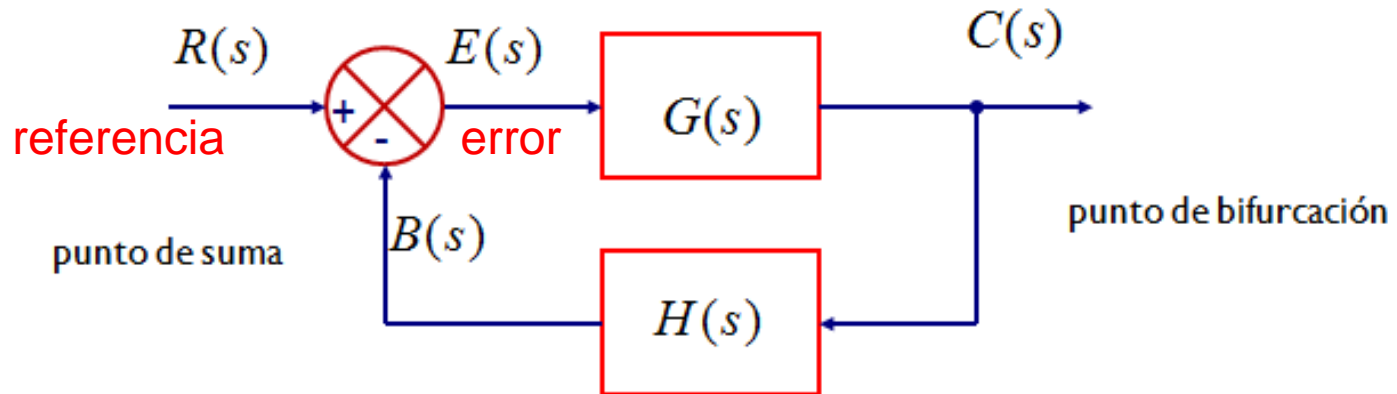 R(s)
E(s)
C(s)
+
-
G(s)
referencia
error
punto de suma
B(s)
punto de bifurcación
H(s)